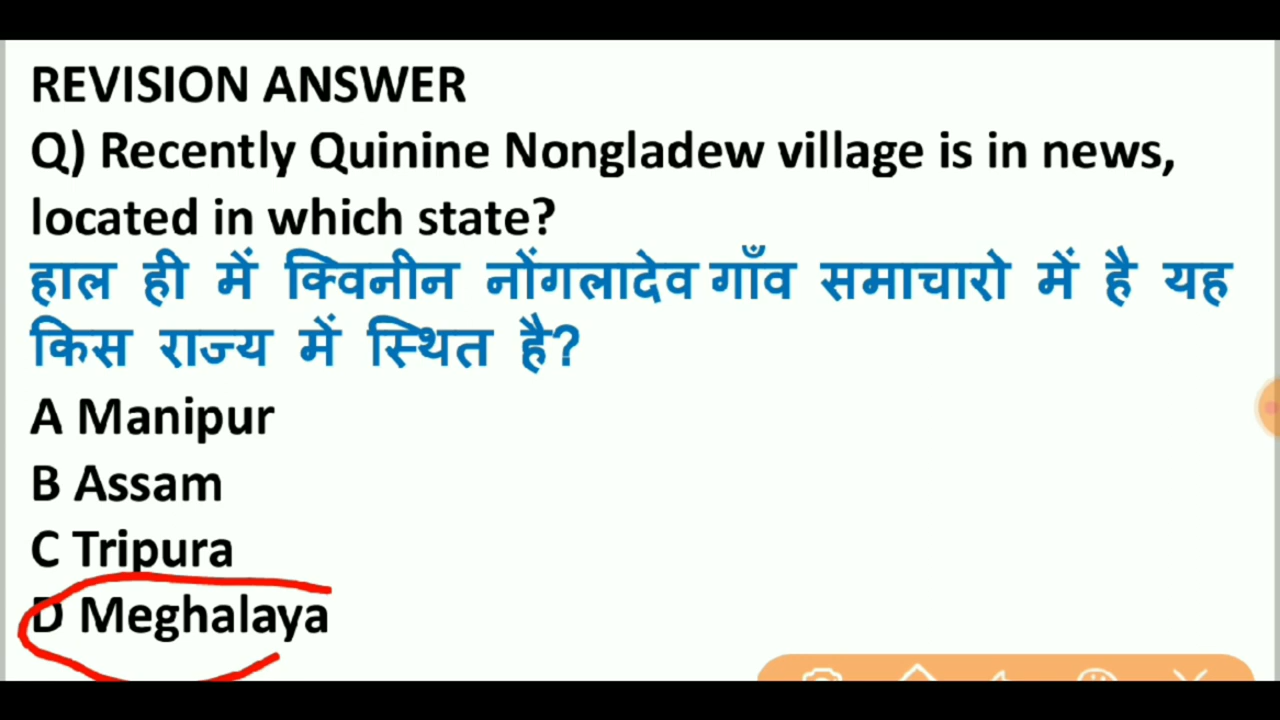 REVISION ANSWER
Q) Recently Quinine Nongladew village is in news,
located in which state?
हाल ही में क्विनीन नोंगलादेव गाँव समाचारो में है यह
किस राज्य में स्थित है?
A Manipur
B Assam
C Tripura
D Meghalaya